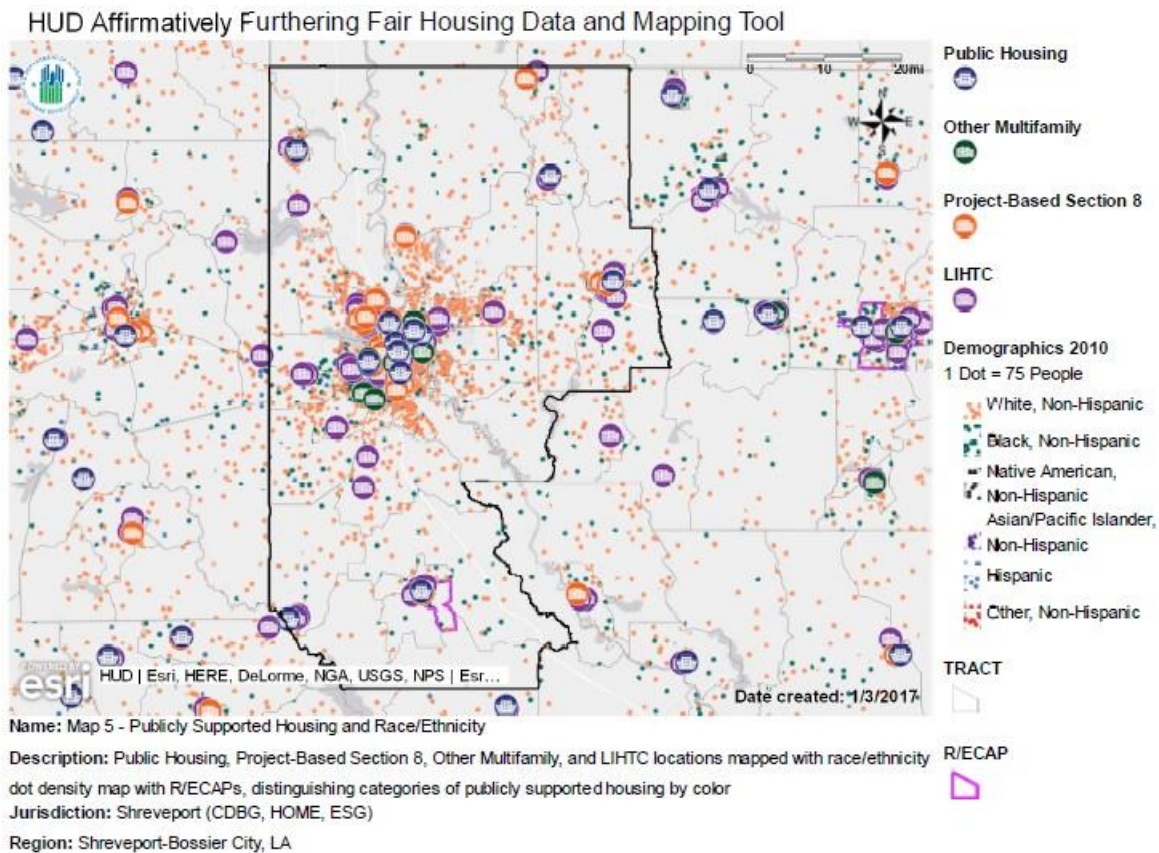 HUD Affirmatively Furthering Fair Housing Data and Mapping Tool
0 10 20mi
N
W E
S
Public Housing
Other Multifamily
Project-Based Section 8
LIHTC
Demographics 2010
1 Dot = 75 People
White, Non-Hispanic
Black, Non-Hispanic
Native American,
Non-Hispanic
Asian/Pacific Islander,
Non-Hispanic
Hispanic
Other, Non-Hispanic
TRACT
R/ECAP
POWERED BY
esri
HUD | Esri, HERE, DeLorme, NGA, USGS, NPS | Esr...
Date created: 1/3/2017
Name: Map 5 - Publicly Supported Housing and Race/Ethnicity
Description: Public Housing, Project-Based Section 8, Other Multifamily, and LIHTC locations mapped with race/ethnicity
dot density map with R/ECAPs, distinguishing categories of publicly supported housing by color
Jurisdiction: Shreveport (CDBG, HOME, ESG)
Region: Shreveport-Bossier City, LA